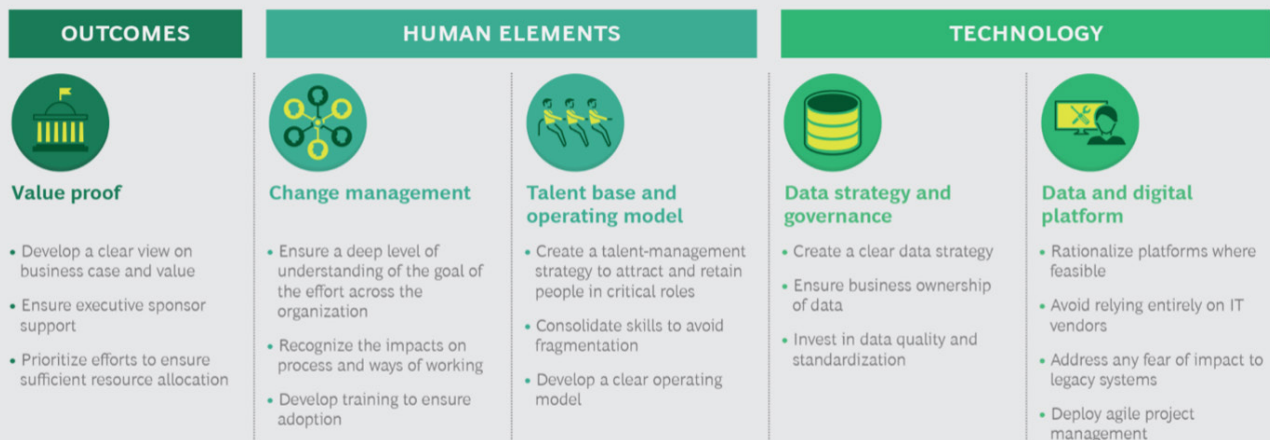 OUTCOMES
HUMAN ELEMENTS
TECHNOLOGY
Value proof
• Develop a clear view on
business case and value
• Ensure executive sponsor
support
• Prioritize efforts to ensure
sufficient resource allocation
Change management
• Ensure a deep level of
understanding of the goal of
the effort across the
organization
• Recognize the impacts on
process and ways of working
• Develop training to ensure
adoption
Talent base and
operating model
• Create a talent-management
strategy to attract and retain
people in critical roles
• Consolidate skills to avoid
fragmentation
• Develop a clear operating
model
Data strategy and
governance
• Create a clear data strategy
• Ensure business ownership
of data
• Invest in data quality and
standardization
Data and digital
platform
• Rationalize platforms where
feasible
• Avoid relying entirely on IT
vendors
• Address any fear of impact to
legacy systems
• Deploy agile project
management